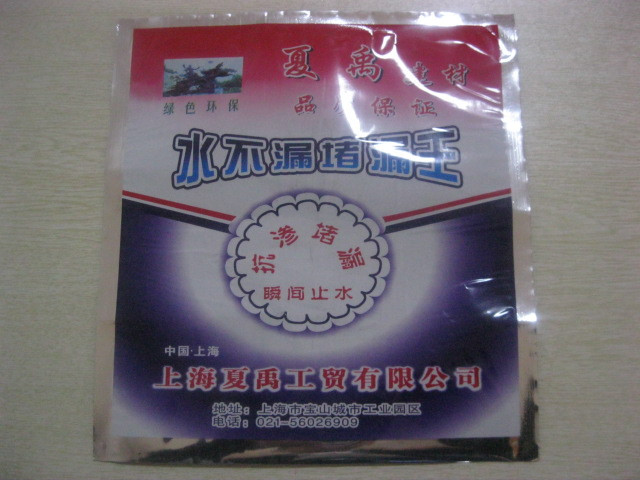 夏禹建材
绿色环保
品质保证
水不漏堵漏王
抗渗堵漏
瞬间止水
中国·上海
上海夏禹工贸有限公司
地址：上海市宝山城市工业园区
电话：021-56026909